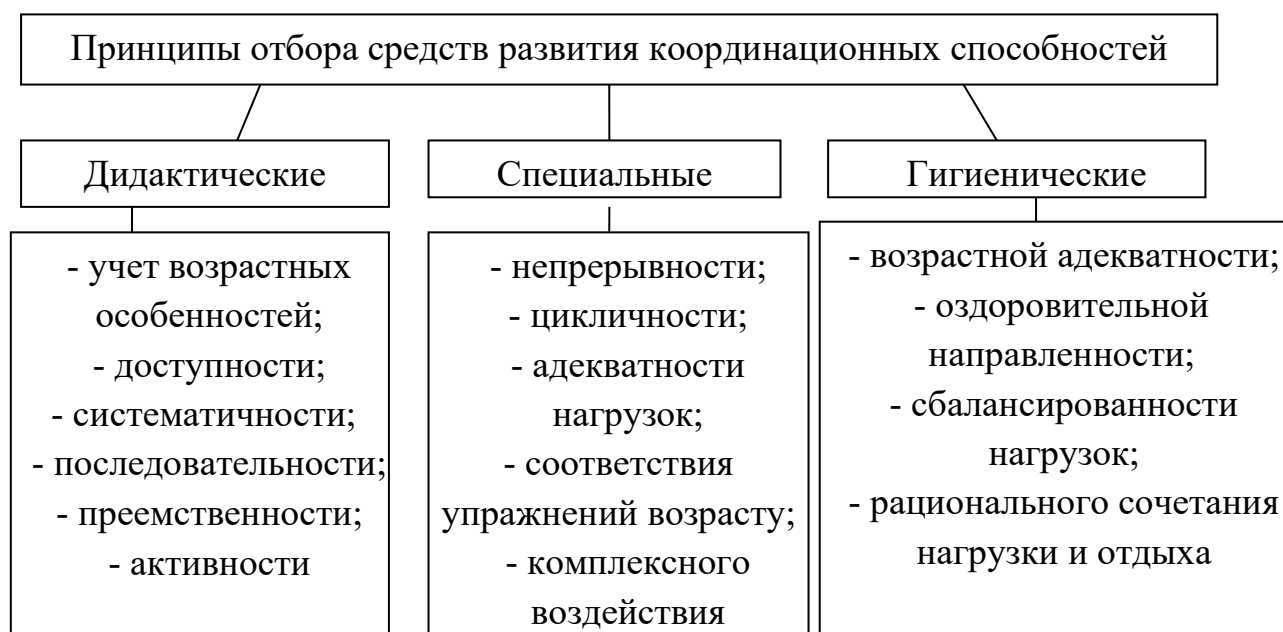 Принципы отбора средств развития координационных способностей
Дидактические
- учет возрастных
особенностей;
- доступности;
- систематичности;
- последовательности;
- преемственности;
- активности
Специальные
- непрерывности;
- цикличности;
- адекватности
нагрузок;
- соответствия
упражнений возрасту;
- комплексного
воздействия
Гигиенические
- возрастной адекватности;
- оздоровительной
направленности;
- сбалансированности
нагрузок;
- рационального сочетания
нагрузки и отдыха